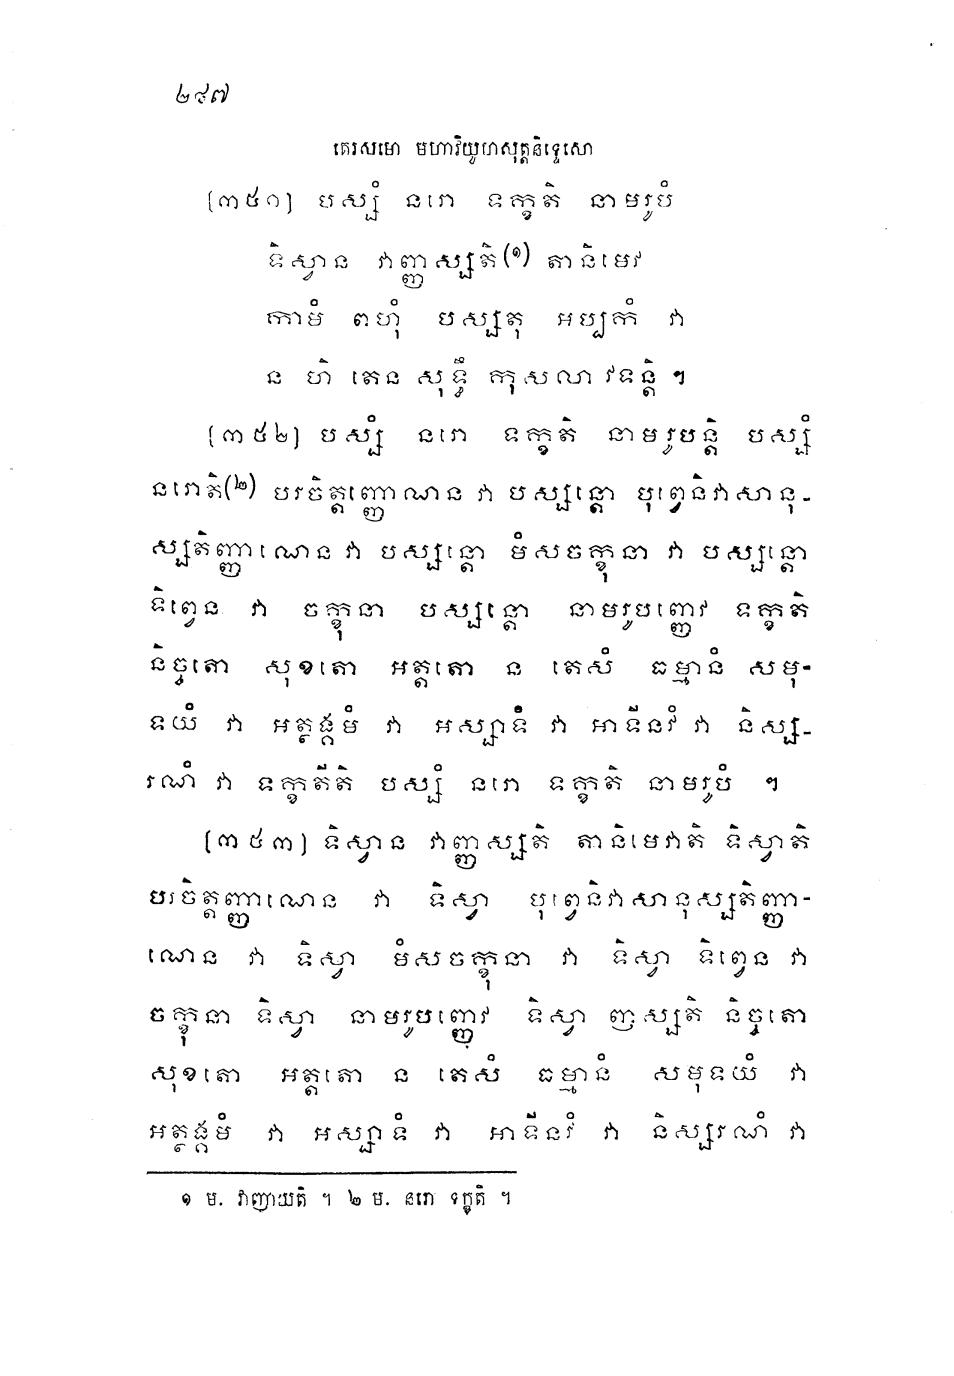 ២៤៧
តេរសមោ មហាវិយូហសុត្តនិទ្ទេសោ
[៣៥១] បស្សំ នរោ ទក្ខតិ នាមរូបំ
ទិស្វាន វាញ្ញស្សតិ(១) តានិមេវ
កាមំ ពហុំ បស្សតុ អប្បកំ វា
ន ហិ តេន សុទ្ធឹ កុសលា វទន្តិ ។
[៣៥២] បស្សំ នរោ ទក្ខតិ នាមរូបន្តិ បស្សំ
នរោតិ(២) បរចិត្តញ្ញោណន វា បស្សន្តោ បុព្វេនិវាសានុ-
ស្សតិញ្ញាណេន វា បស្សន្តោ មំសចក្ខុនា វា បស្សន្តោ
ទិព្វេន វា ចក្ខុនា បស្សន្តោ នាមរូបញ្ញេវ ទក្ខតិ
និច្ចតោ សុខតោ អត្តតោ ន តេសំ ធម្មានំ សមុ-
ទយំ វា អត្ថង្គមំ វា អស្សាទំ វា អាទីនវំ វា និស្ស-
រណំ វា ទក្ខតីតិ បស្សំ នរោ ទក្ខតិ នាមរូបំ ។
[៣៥៣] ទិស្វាន វាញ្ញស្សតិ តានិមេវាតិ ទិស្វាតិ
បរចិត្តញ្ញាណេន វា ទិស្វា បុព្វេនិវាសានុស្សតិញ្ញា-
ណេន វា ទិស្វា មំសចក្ខុនា វា ទិស្វា ទិព្វេន វា
ចក្ខុនា ទិស្វា នាមរូបញ្ញេវ ទិស្វា ញស្សតិ និច្ចតោ
សុខតោ អត្តតោ ន តេសំ ធម្មានំ សមុទយំ វា
អត្ថង្គមំ វា អស្សាទំ វា អាទីនវំ វា និស្សរណំ វា
១ ម. វាញាយតិ ។ ២ ម. នរោ ទក្ខតិ ។